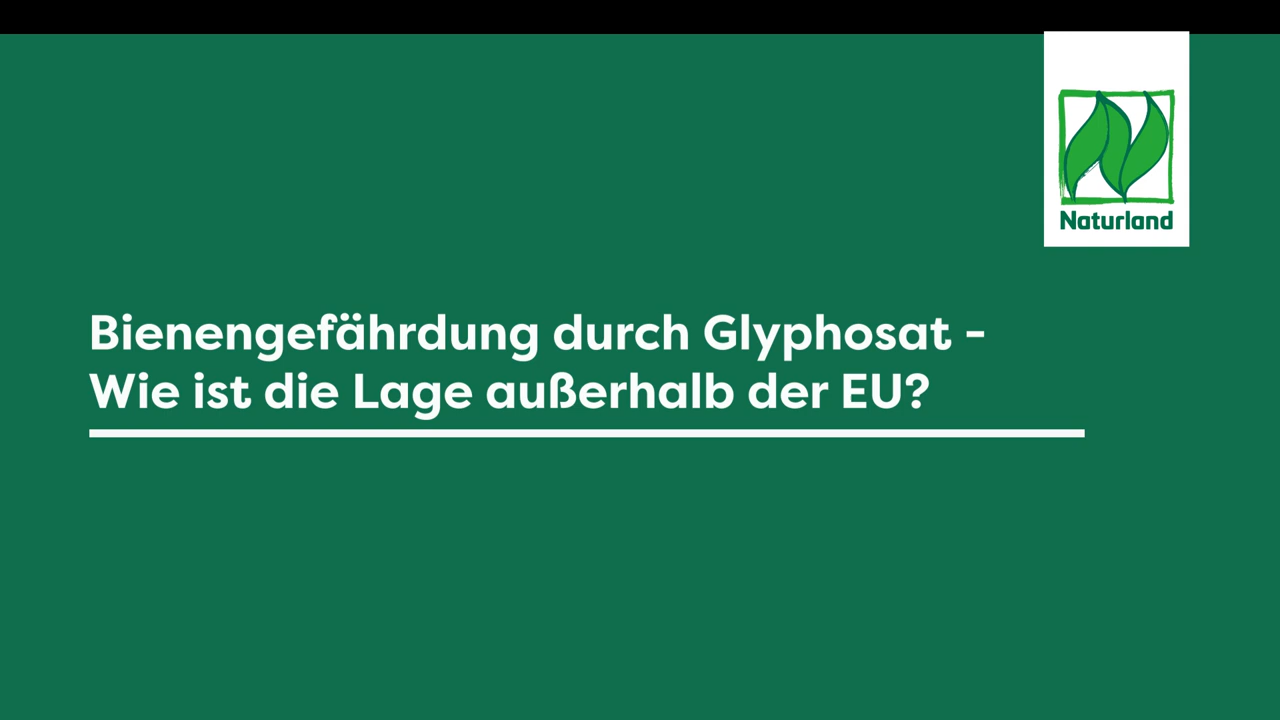 Naturland
Bienengefährdung durch Glyphosat -
Wie ist die Lage außerhalb der EU?